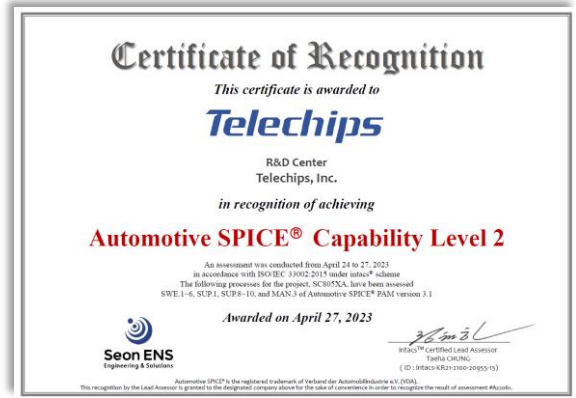 Certificate of Recognition
This certificate is awarded to
Telechips
R&D Center
Telechips, Inc.
in recognition of achieving
Automotive SPICE® Capability Level 2
An assessment was conducted from April 24 to 27, 2023
in accordance with ISO/IEC 33002:2015 under intacs® scheme
The following processes for the project, SC805XA, have been assessed
SWE.1~6, SUP.1, SUP.8~10, and MAN.3 of Automotive SPICE® PAM version 3.1
Awarded on April 27, 2023
Seon ENS
Engineering & Solutions
Intacs™ Certified Lead Assessor
Taeha CHUNG
( ID : Intacs-KR21-2100-20955-15)
Automotive SPICE® is the registered trademark of Verband der Automobilindustrie e.V. (VDA).
This recognition by the Lead Assessor is granted to the designated company above for the sake of convenience in order to recognize the result of assessment